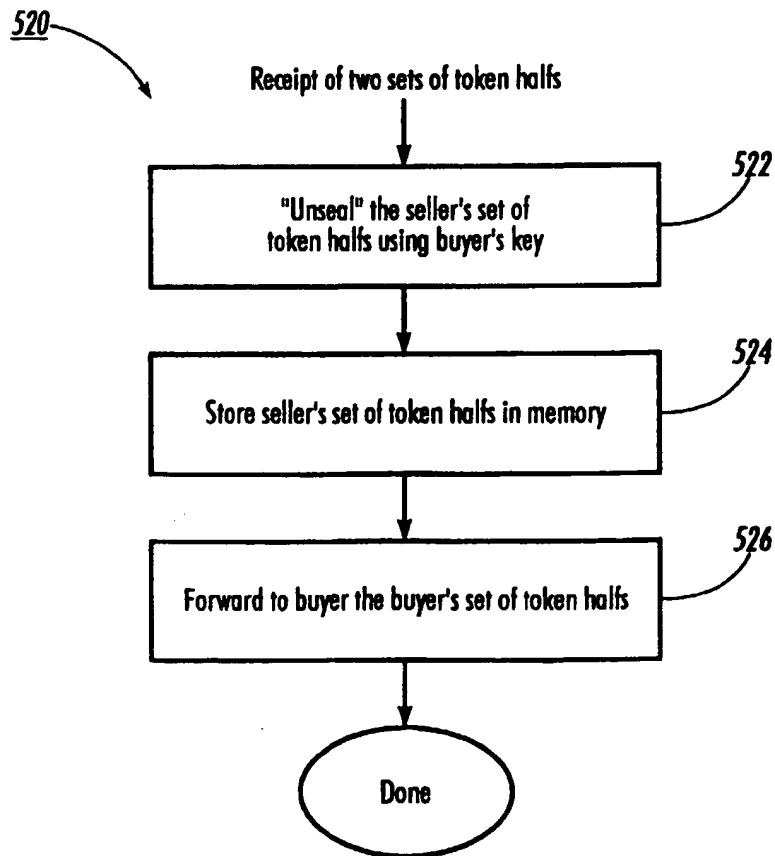 520
Receipt of two sets of token halfs
522
"Unseal" the seller's set of
token halfs using buyer's key
524
Store seller's set of token halfs in memory
526
Forward to buyer the buyer's set of token halfs
Done